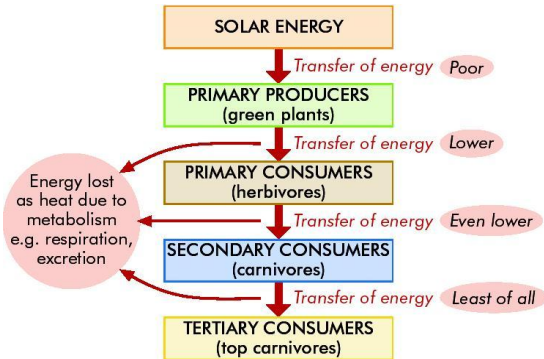 SOLAR ENERGY
Transfer of energy Poor
PRIMARY PRODUCERS
(green plants)
Transfer of energy Lower
PRIMARY CONSUMERS
(herbivores)
Energy lost
as heat due to
metabolism
e.g. respiration,
excretion
Transfer of energy Even lower
SECONDARY CONSUMERS
(carnivores)
Transfer of energy Least of all
TERTIARY CONSUMERS
(top carnivores)